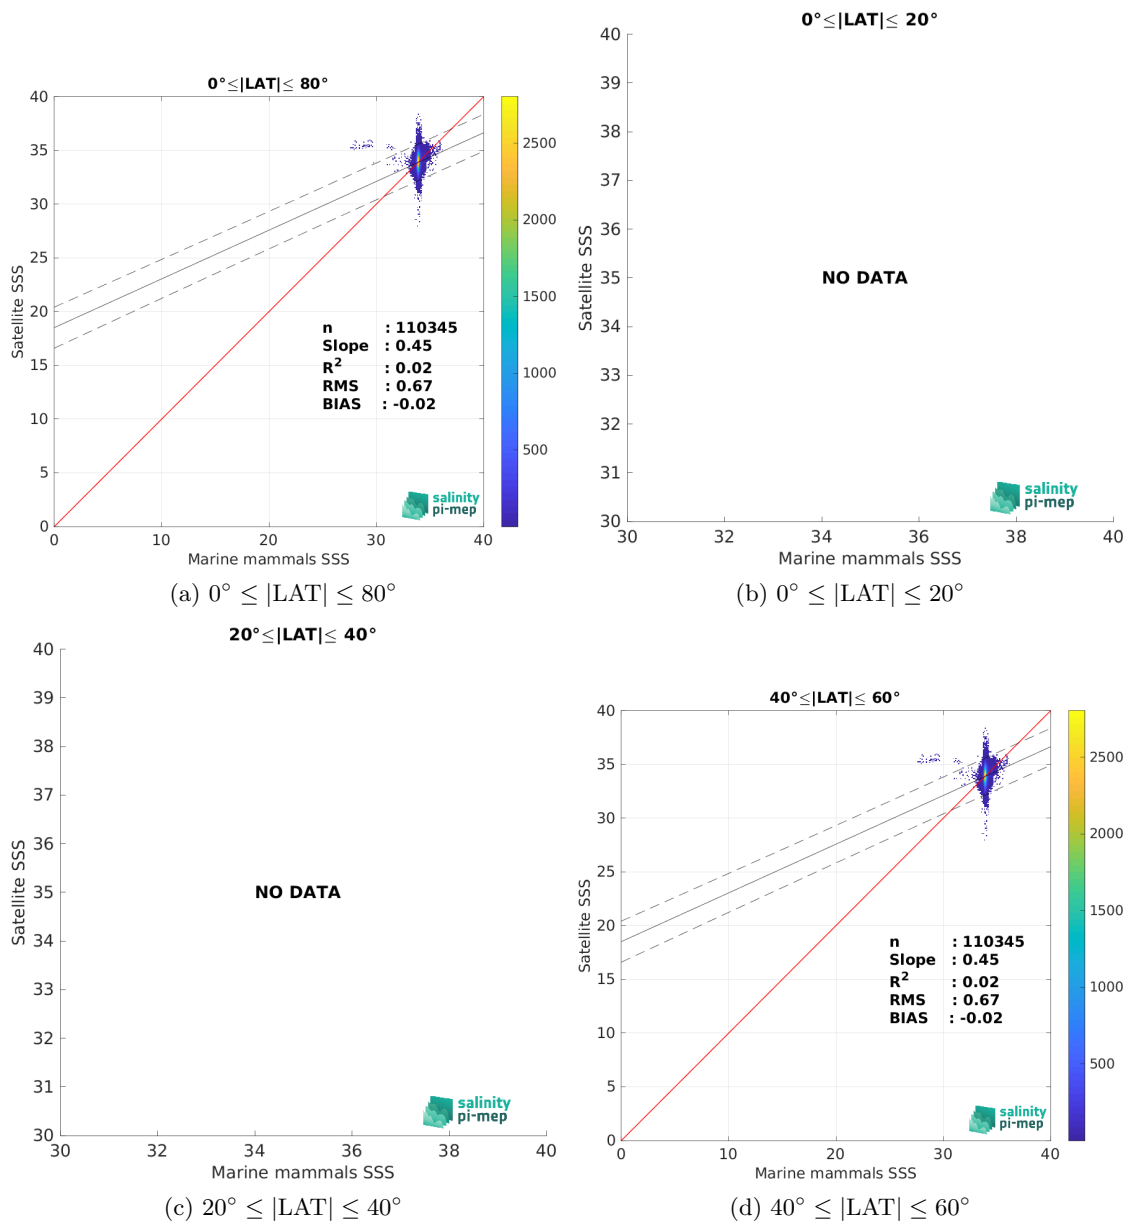 0°≤|LAT|≤ 80°
40
35
30
25
20
15
10
5
0
Satellite SSS
0
10
20
30
40
Marine mammals SSS
2500
2000
1500
1000
500
n : 110345
Slope : 0.45
R² : 0.02
RMS : 0.67
BIAS : -0.02
salinity
pi-mep
(a) 0° ≤ |LAT| ≤ 80°
0°≤|LAT|≤ 20°
40
39
38
37
36
35
34
33
32
31
30
Satellite SSS
NO DATA
30
32
34
36
38
40
Marine mammals SSS
salinity
pi-mep
(b) 0° ≤ |LAT| ≤ 20°
20°≤|LAT|≤ 40°
40
39
38
37
36
35
34
33
32
31
30
Satellite SSS
NO DATA
30
32
34
36
38
40
Marine mammals SSS
salinity
pi-mep
(c) 20° ≤ |LAT| ≤ 40°
40°≤|LAT|≤ 60°
40
35
30
25
20
15
10
5
0
Satellite SSS
0
10
20
30
40
Marine mammals SSS
2500
2000
1500
1000
500
n : 110345
Slope : 0.45
R² : 0.02
RMS : 0.67
BIAS : -0.02
salinity
pi-mep
(d) 40° ≤ |LAT| ≤ 60°